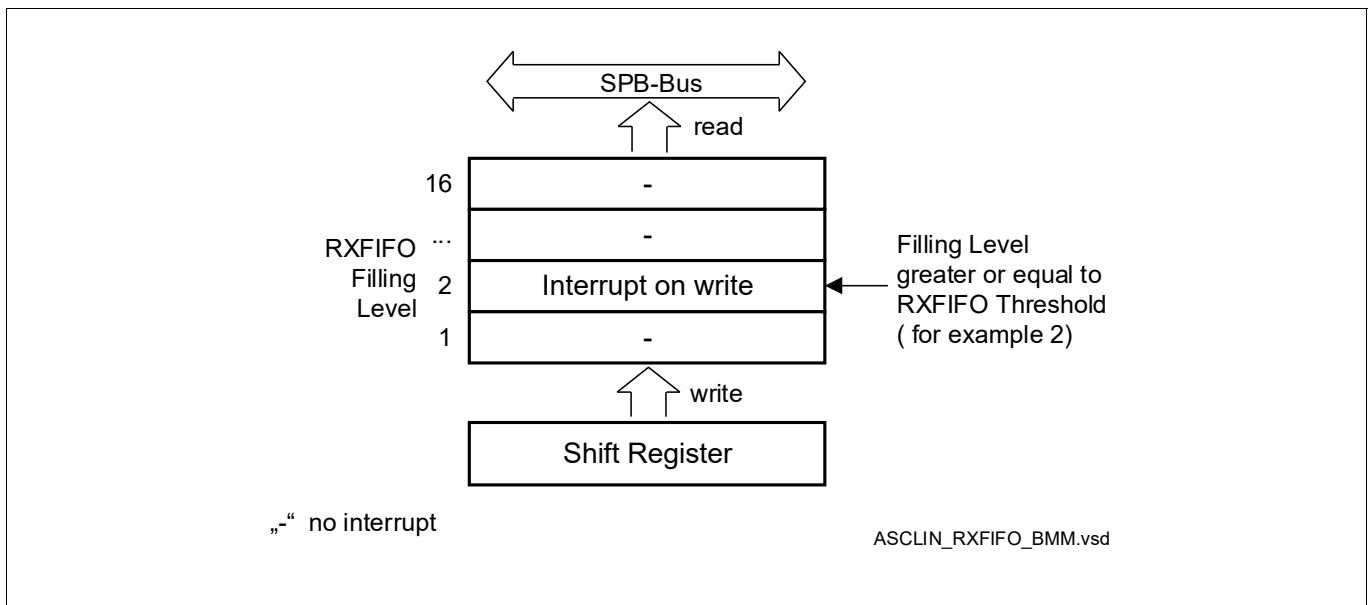 SPB-Bus
read
16
-
...
-
RXFIFO
Filling
Level
2
Interrupt on write
Filling Level
greater or equal to
RXFIFO Threshold
( for example 2)
1
-
write
Shift Register
„-“ no interrupt
ASCLIN_RXFIFO_BMM.vsd